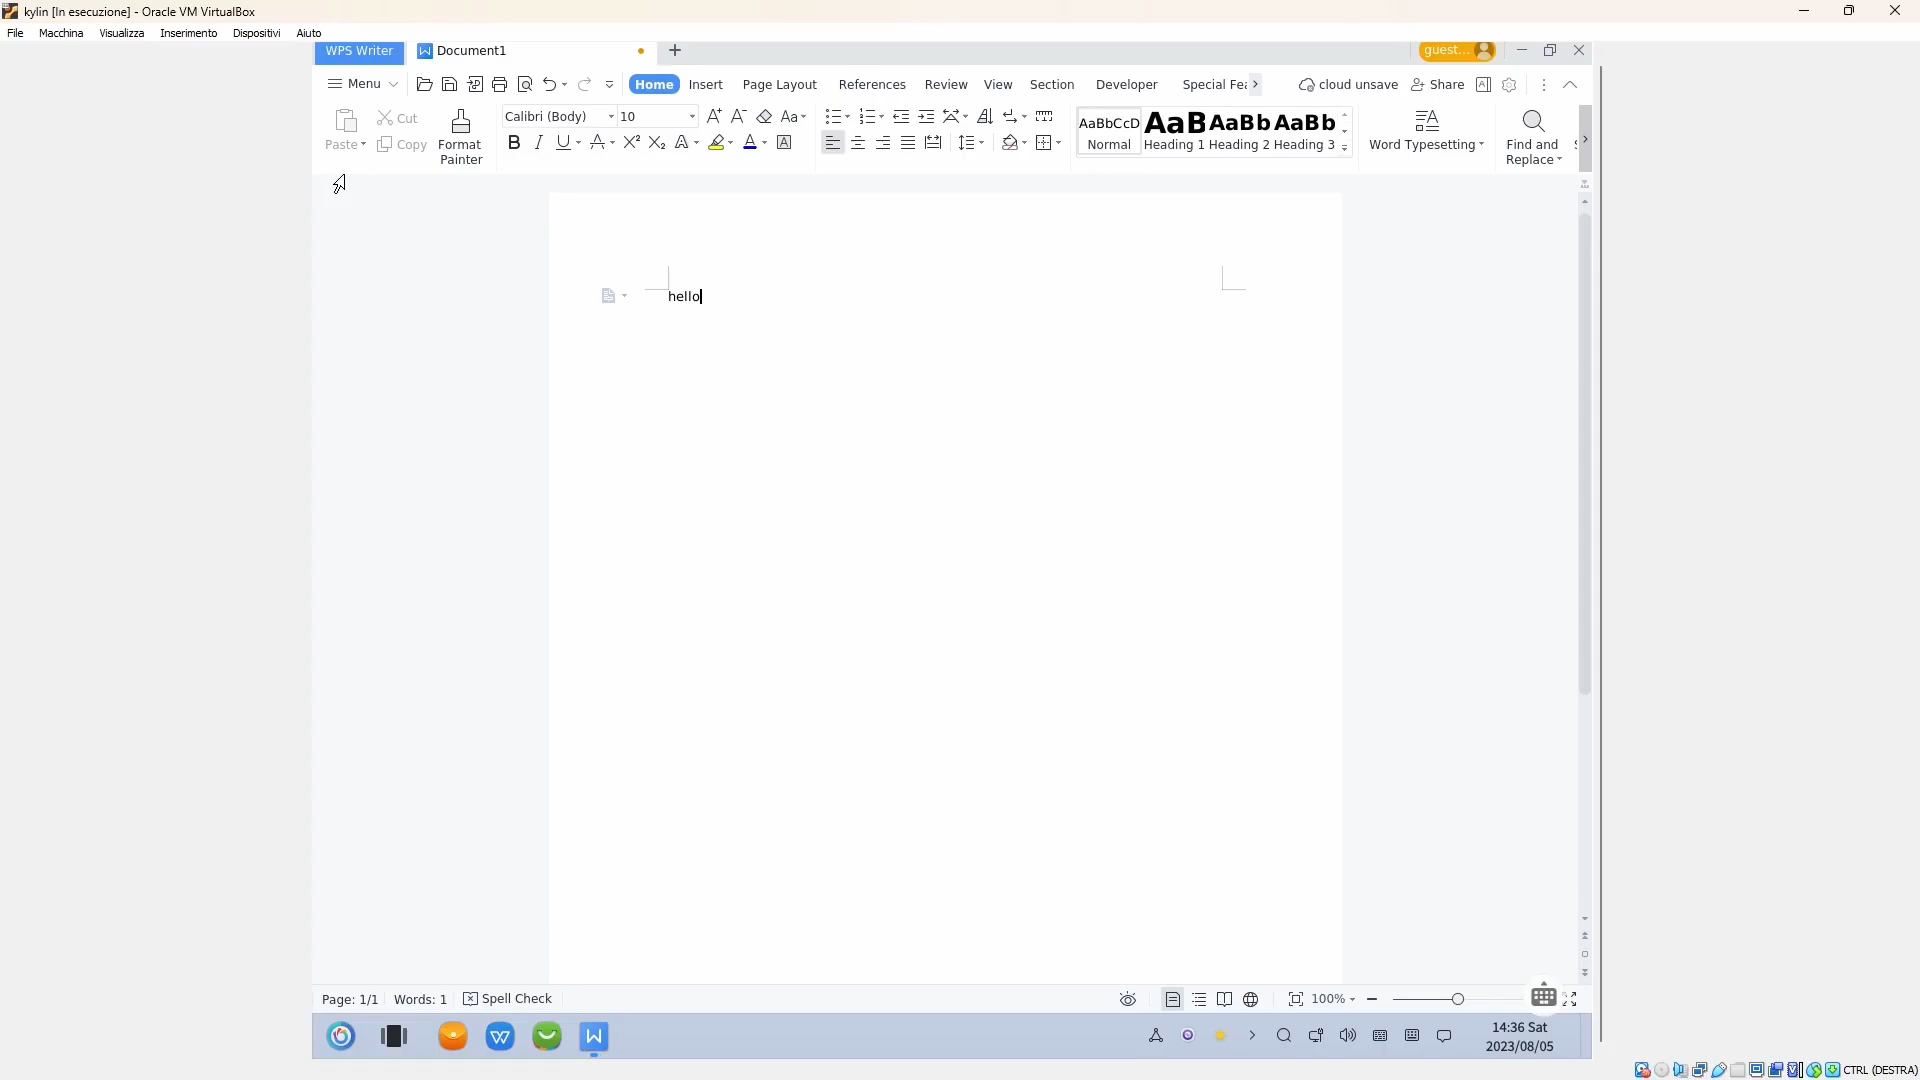 kylin [In esecuzione] - Oracle VM VirtualBox
File Macchina Visualizza Inserimento Dispositivi Aiuto
WPS Writer Document1 guest...
Menu Home Insert Page Layout References Review View Section Developer Special Fea cloud unsave Share
Calibri (Body) 10
Paste Cut Copy Format Painter
AaBbCcD AaB AaBb AaBb
Normal Heading 1 Heading 2 Heading 3
Word Typesetting
Find and Replace
hello
Page: 1/1 Words: 1 Spell Check 100%
14:36 Sat
2023/08/05
CTRL (DESTRA)